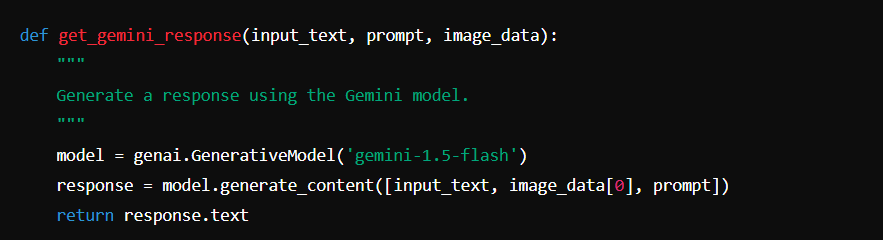 def get_gemini_response(input_text, prompt, image_data):
"""
Generate a response using the Gemini model.
"""
model = genai.GenerativeModel('gemini-1.5-flash')
response = model.generate_content([input_text, image_data[0], prompt])
return response.text